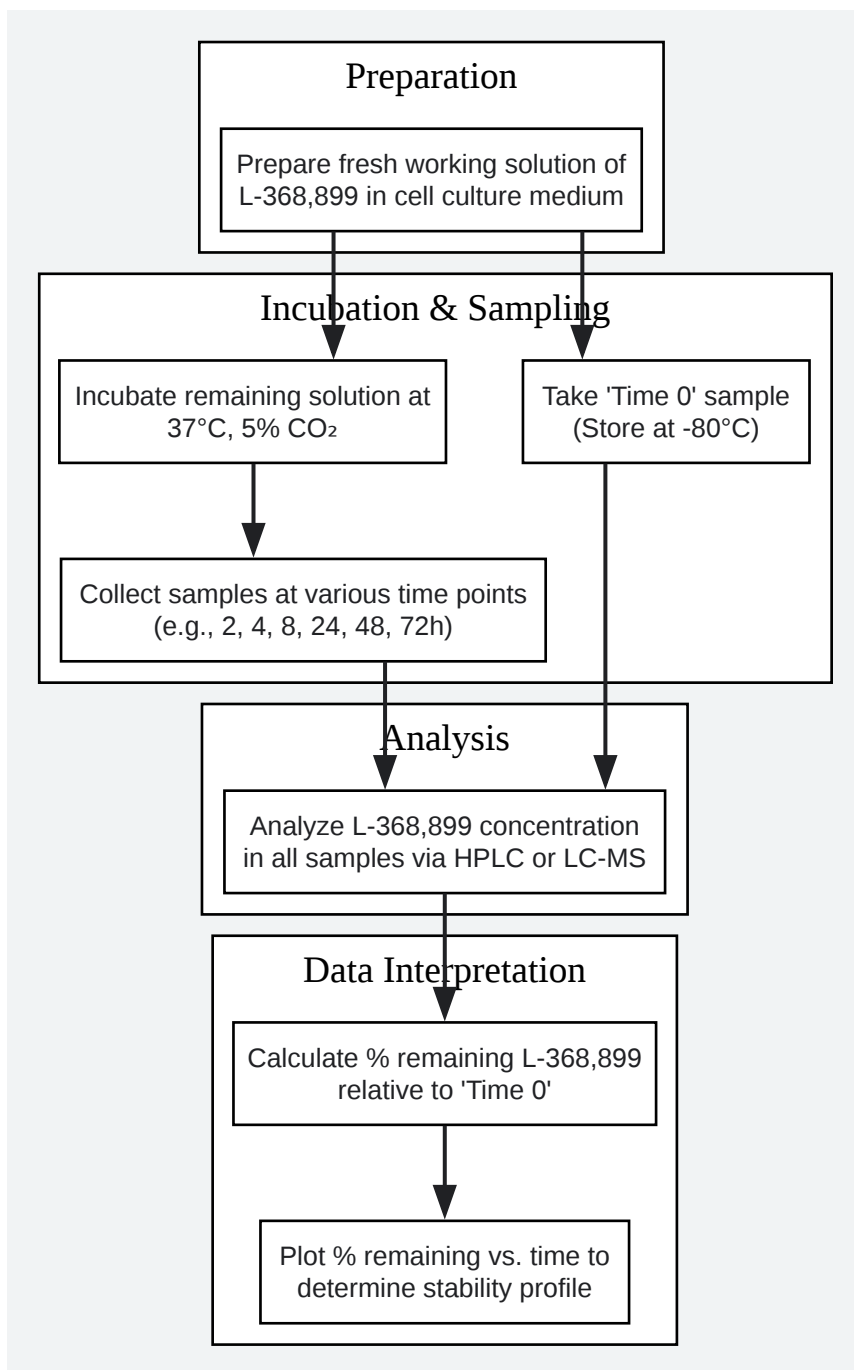 Preparation
Prepare fresh working solution of
L-368,899 in cell culture medium
Incubation & Sampling
Incubate remaining solution at
37°C, 5% CO₂
Take 'Time 0' sample
(Store at -80°C)
Collect samples at various time points
(e.g., 2, 4, 8, 24, 48, 72h)
Analysis
Analyze L-368,899 concentration
in all samples via HPLC or LC-MS
Data Interpretation
Calculate % remaining L-368,899
relative to 'Time 0'
Plot % remaining vs. time to
determine stability profile